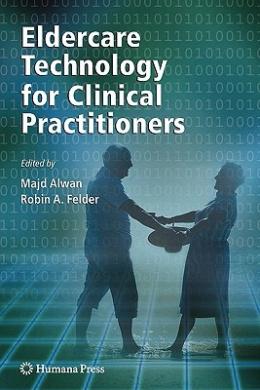 Eldercare
Technology
for Clinical
Practitioners
Edited by
Majd Alwan
Robin A. Felder
Humana Press